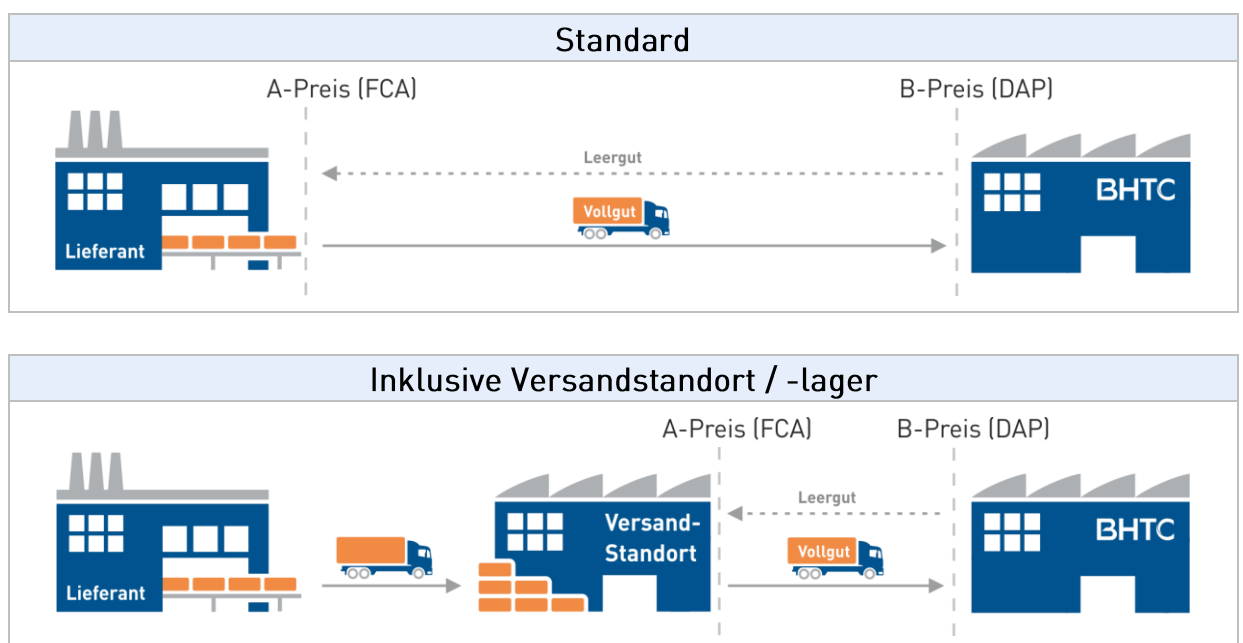 Standard
A-Preis (FCA)
B-Preis (DAP)
Leergut
Vollgut
BHTC
Lieferant
Inklusive Versandstandort / -lager
A-Preis (FCA)
B-Preis (DAP)
Leergut
Versand-
Standort
BHTC
Vollgut
Lieferant